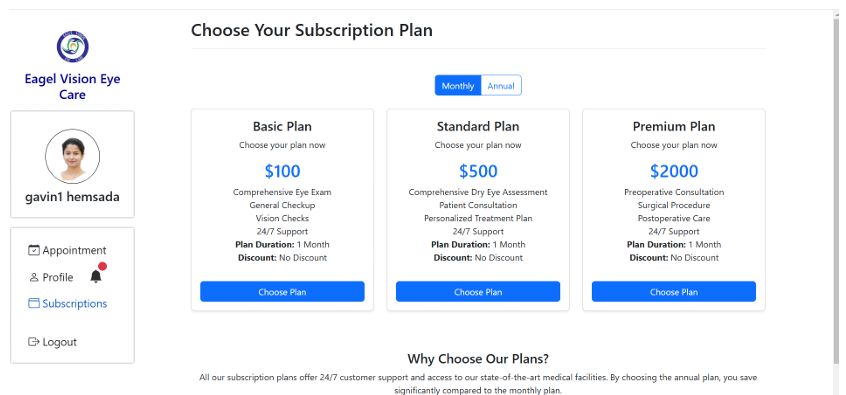 Eagel Vision Eye
Care
gavin1 hemsada
Appointment
Profile
Subscriptions
Logout
Choose Your Subscription Plan
Monthly Annual
Basic Plan
Choose your plan now
$100
Comprehensive Eye Exam
General Checkup
Vision Checks
24/7 Support
Plan Duration: 1 Month
Discount: No Discount
Choose Plan
Standard Plan
Choose your plan now
$500
Comprehensive Dry Eye Assessment
Patient Consultation
Personalized Treatment Plan
24/7 Support
Plan Duration: 1 Month
Discount: No Discount
Choose Plan
Premium Plan
Choose your plan now
$2000
Preoperative Consultation
Surgical Procedure
Postoperative Care
24/7 Support
Plan Duration: 1 Month
Discount: No Discount
Choose Plan
Why Choose Our Plans?
All our subscription plans offer 24/7 customer support and access to our state-of-the-art medical facilities. By choosing the annual plan, you save
significantly compared to the monthly plan.